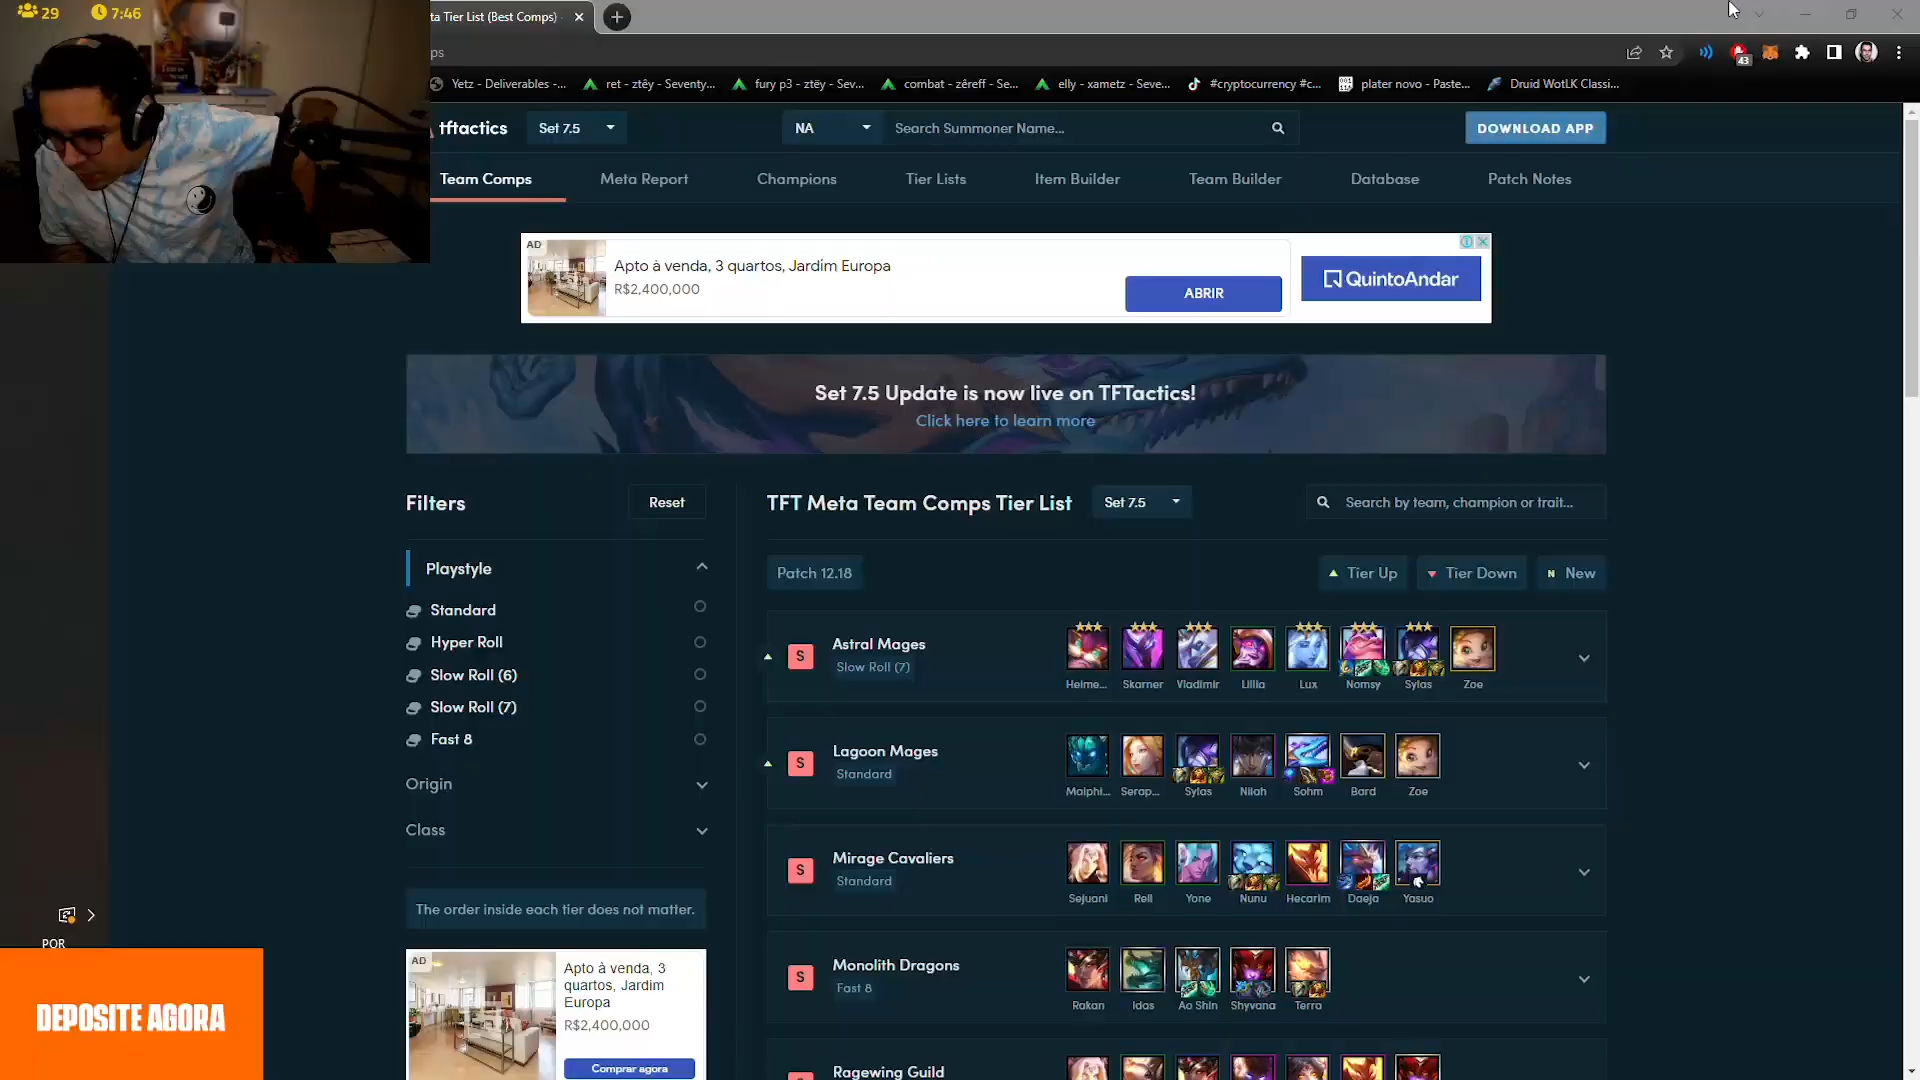 29 7:46
ta Tier List (Best Comps)
ps
43
Yetz - Deliverables -... ret - ztêy - Seventy... fury p3 - ztêy - Sev... combat - zêreff - Se... elly - xametz - Seve... #cryptocurrency #c... plater novo - Paste... Druid WotLK Classi...
tftactics Set 7.5 NA Search Summoner Name... DOWNLOAD APP
Team Comps Meta Report Champions Tier Lists Item Builder Team Builder Database Patch Notes
AD
Apto à venda, 3 quartos, Jardim Europa
R$2,400,000
ABRIR
QuintoAndar
Set 7.5 Update is now live on TFTactics!
Click here to learn more
Filters Reset
TFT Meta Team Comps Tier List Set 7.5 Search by team, champion or trait...
Playstyle
Standard
Hyper Roll
Slow Roll (6)
Slow Roll (7)
Fast 8
Origin
Class
The order inside each tier does not matter.
Patch 12.18 Tier Up Tier Down N New
S Astral Mages
Slow Roll (7)
Heime... Skarner Vladimir Lillia Lux Nomsy Sylas Zoe
S Lagoon Mages
Standard
Malphi... Serap... Sylas Nilah Sohm Bard Zoe
S Mirage Cavaliers
Standard
Sejuani Rell Yone Nunu Hecarim Daeja Yasuo
S Monolith Dragons
Fast 8
Rakan Idas Ao Shin Shyvana Terra
Ragewing Guild
AD
Apto à venda, 3
quartos, Jardim
Europa
R$2,400,000
Comprar agora
POR
DEPOSITE AGORA